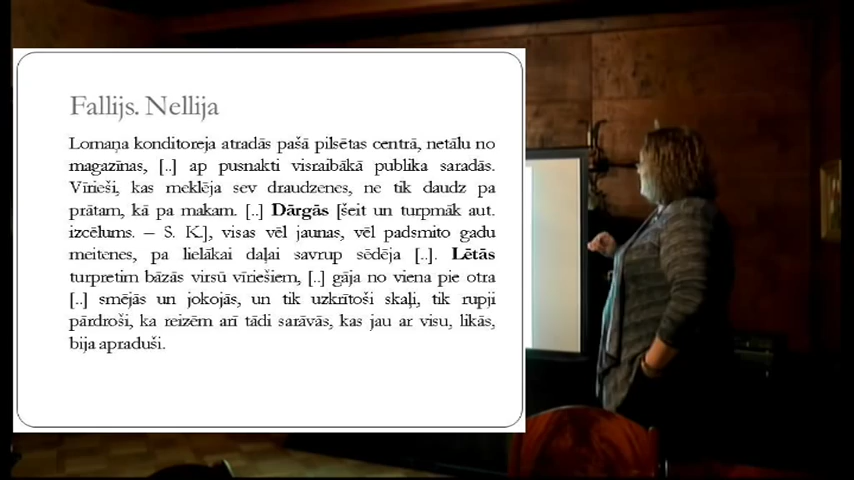 Fallijs. Nellija
Lomaņa konditoreja atradās pašā pilsētas centrā, netālu no
magazīnas, [..] ap pusnakti visraibākā publika saradās.
Vīrieši, kas meklēja sev draudzenes, ne tik daudz pa
prātam, kā pa makam. [..] Dārgās [šeit un turpmāk aut.
izcēlums. – S. K.], visas vēl jaunas, vēl padsmito gadu
meitenes, pa lielākai daļai savrup sēdēja [..]. Lētās
turpretim bāzās virsū vīriešiem, [..] gāja no viena pie otra
[..] smējās un jokojās, un tik uzkrītoši skaļi, tik rupji
pārdroši, ka reizēm arī tādi sarāvās, kas jau ar visu, likās,
bija apraduši.